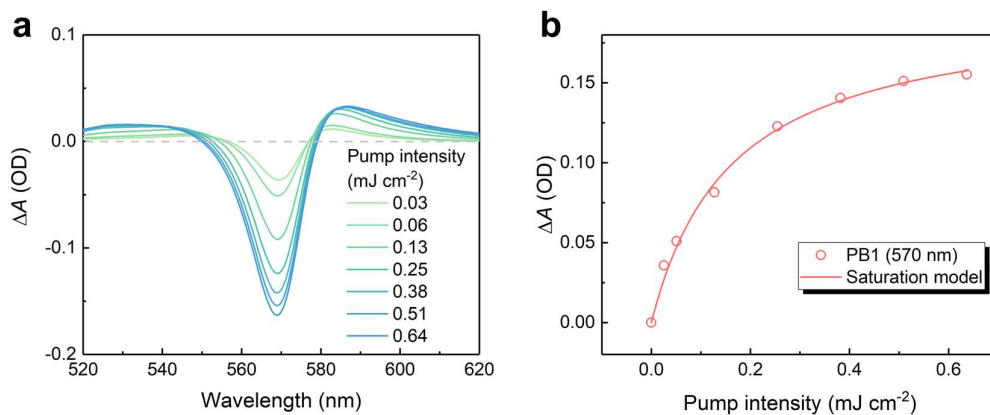 a
0.1
0.0
-0.1
-0.2
ΔA (OD)
520
540
560
580
600
620
Wavelength (nm)
Pump intensity
(mJ cm⁻²)
0.03
0.06
0.13
0.25
0.38
0.51
0.64
b
0.15
0.10
0.05
0.00
ΔA (OD)
0.0
0.2
0.4
0.6
Pump intensity (mJ cm⁻²)
PB1 (570 nm)
Saturation model